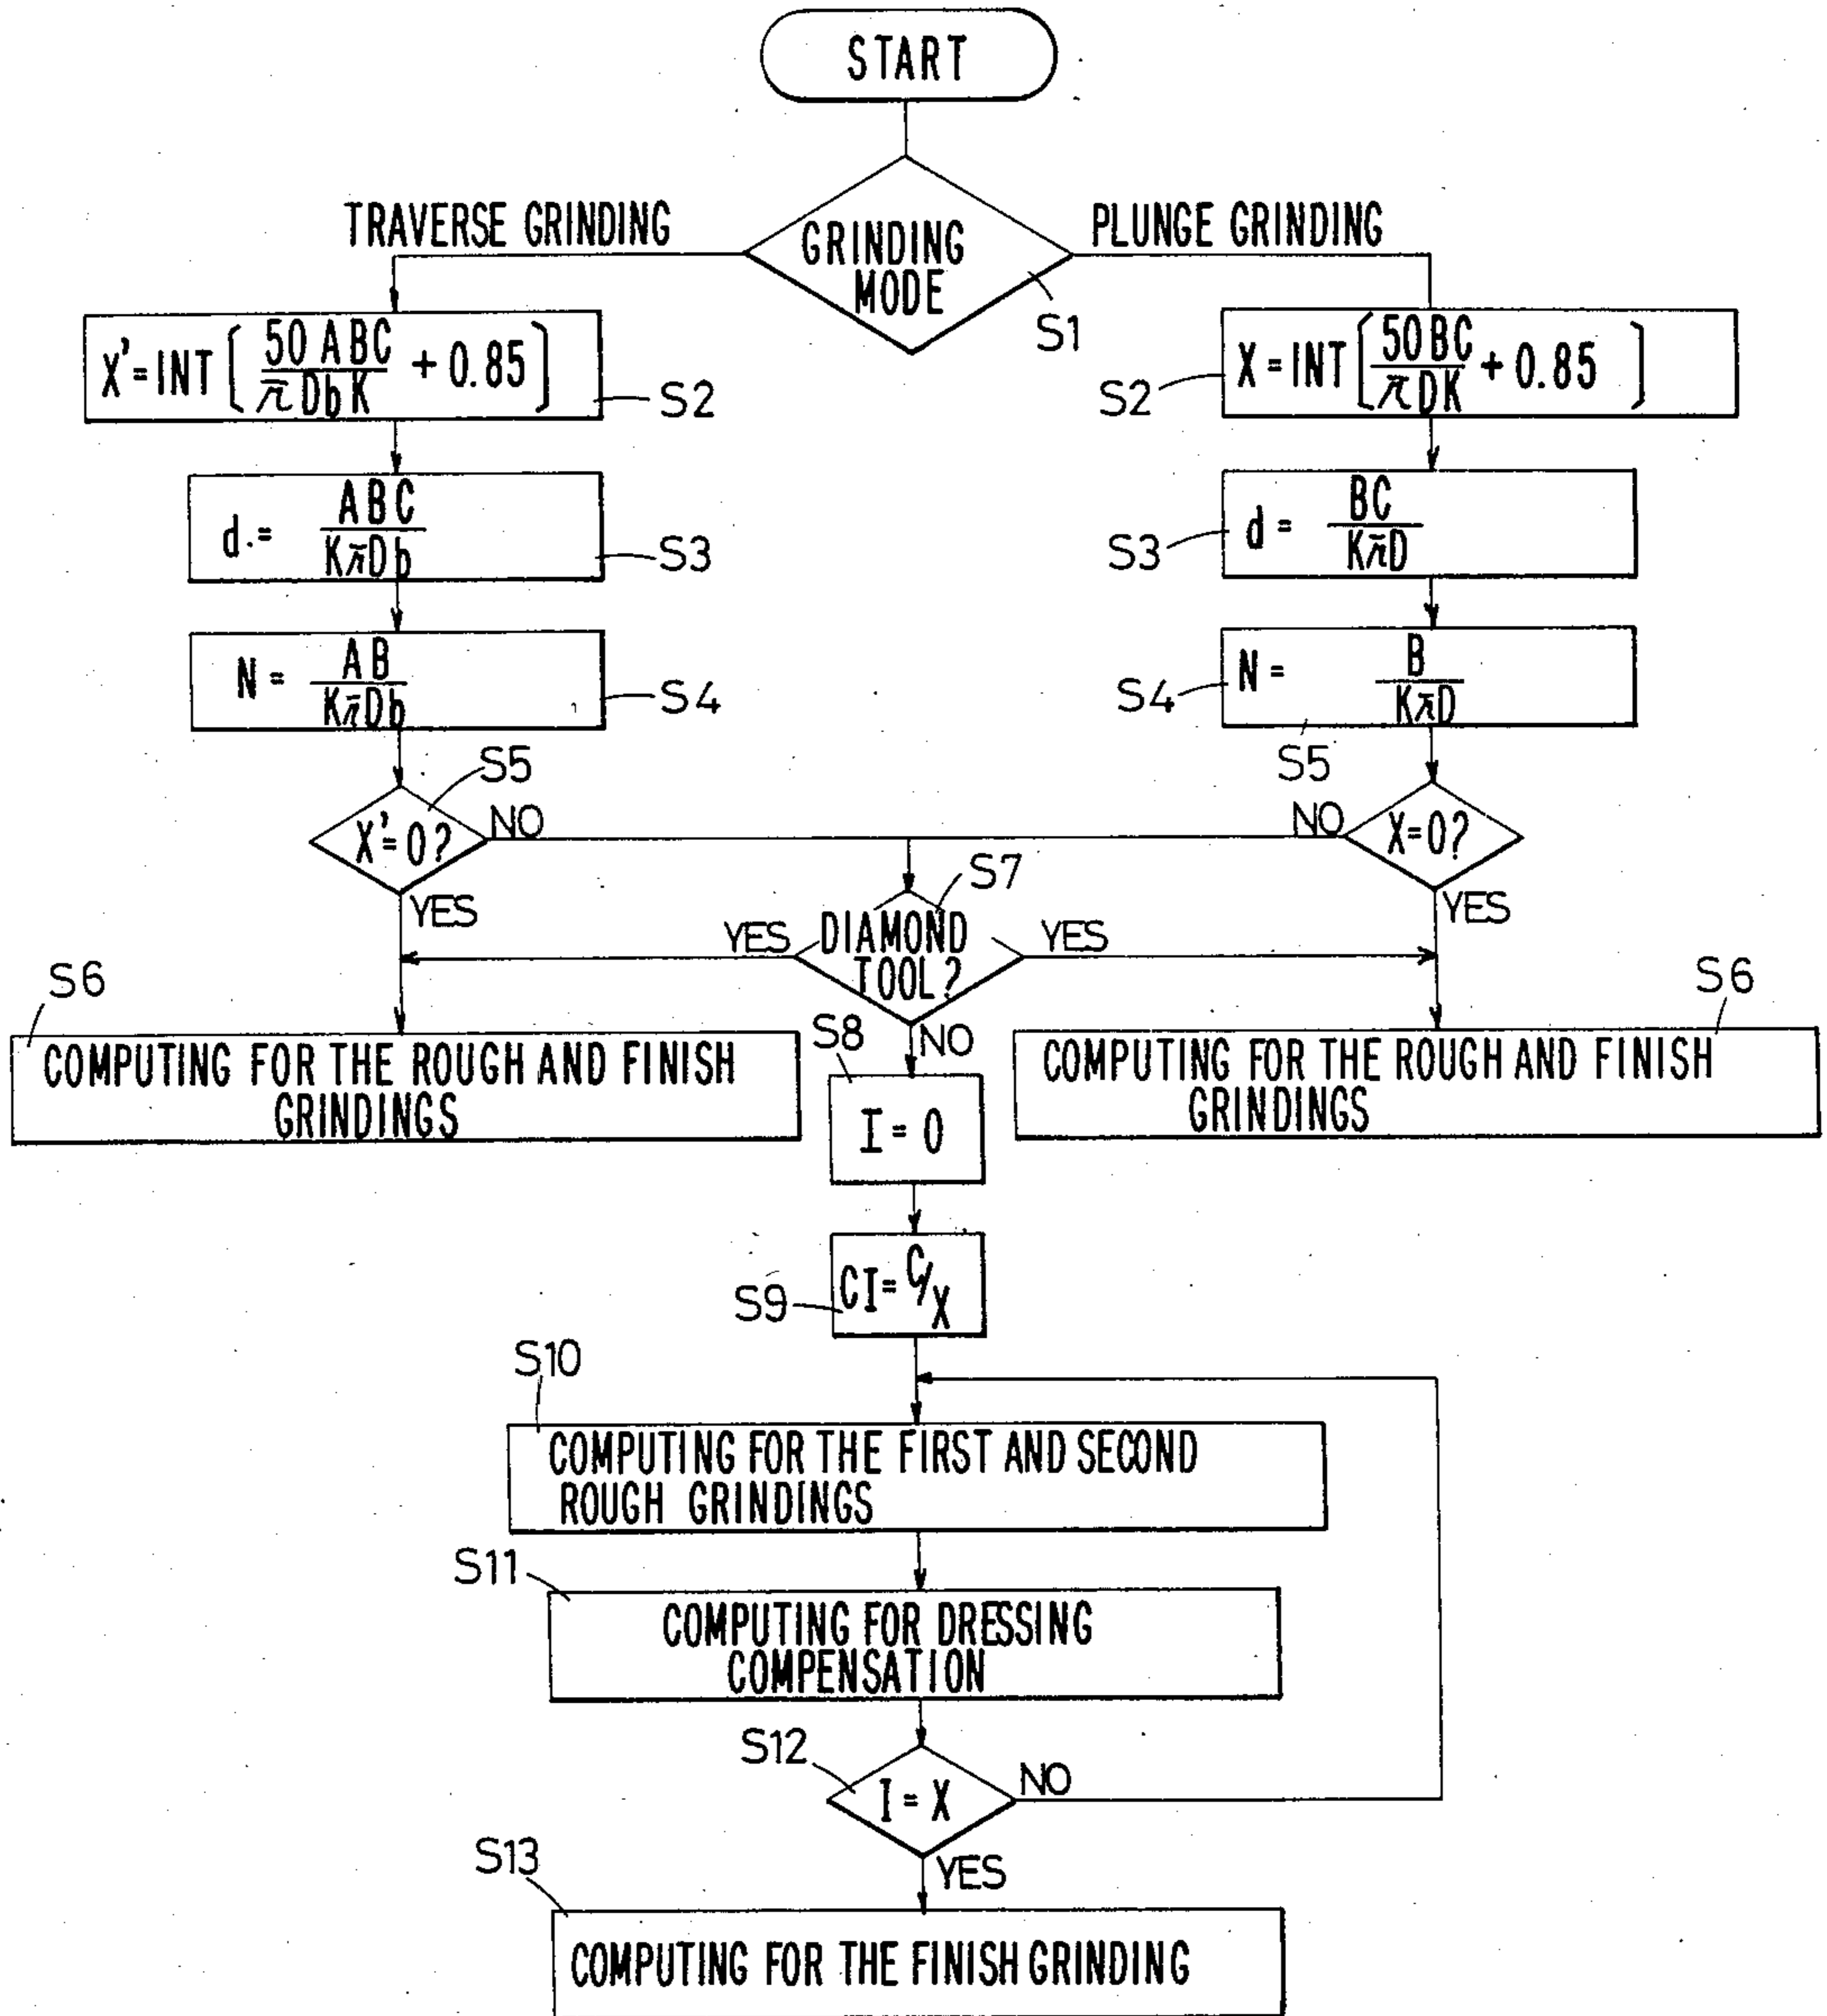 START
TRAVERSE GRINDING
GRINDING
MODE
PLUNGE GRINDING
S1
X'=INT[50 ABC/πDbK + 0.85]
S2
S2
X=INT[50BC/πDK + 0.85]
d.= ABC/KπDb
S3
S3
d = BC/KπD
N = AB/KπDb
S4
S4
N = B/KπD
S5
S5
X'=0?
NO
NO
X=0?
S7
YES
YES
YES
DIAMOND
TOOL?
YES
S6
S6
S8
NO
COMPUTING FOR THE ROUGH AND FINISH
GRINDINGS
COMPUTING FOR THE ROUGH AND FINISH
GRINDINGS
I = 0
S9
CI=C/X
S10
COMPUTING FOR THE FIRST AND SECOND
ROUGH GRINDINGS
S11
COMPUTING FOR DRESSING
COMPENSATION
S12
I = X
NO
YES
S13
COMPUTING FOR THE FINISH GRINDING